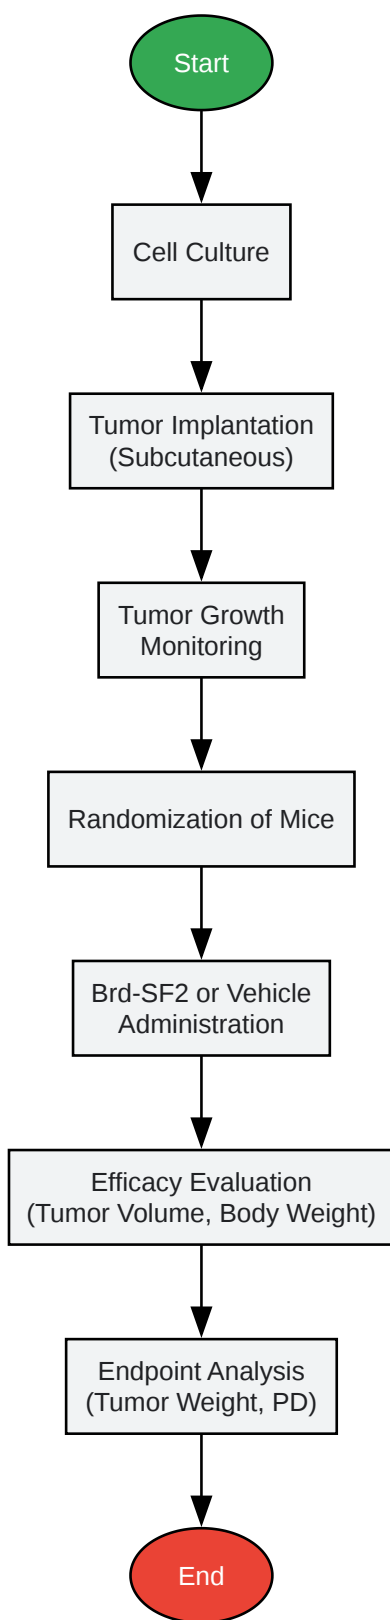 Start
Cell Culture
Tumor Implantation
(Subcutaneous)
Tumor Growth
Monitoring
Randomization of Mice
Brd-SF2 or Vehicle
Administration
Efficacy Evaluation
(Tumor Volume, Body Weight)
Endpoint Analysis
(Tumor Weight, PD)
End